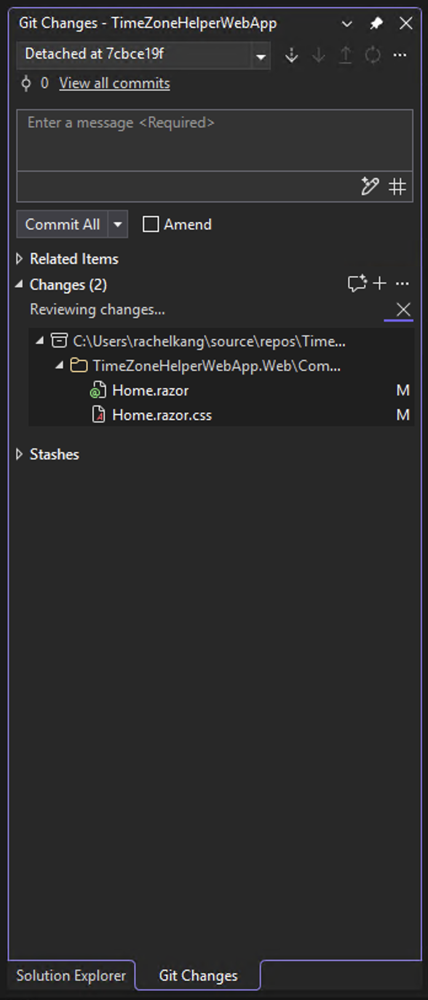 Git Changes - TimeZoneHelperWebApp
Detached at 7cbce19f
0 View all commits
Enter a message <Required>
Commit All Amend
Related Items
Changes (2)
Reviewing changes...
C:\Users\rachelkang\source\repos\Time...
TimeZoneHelperWebApp.Web\Com...
Home.razor M
Home.razor.css M
Stashes
Solution Explorer Git Changes